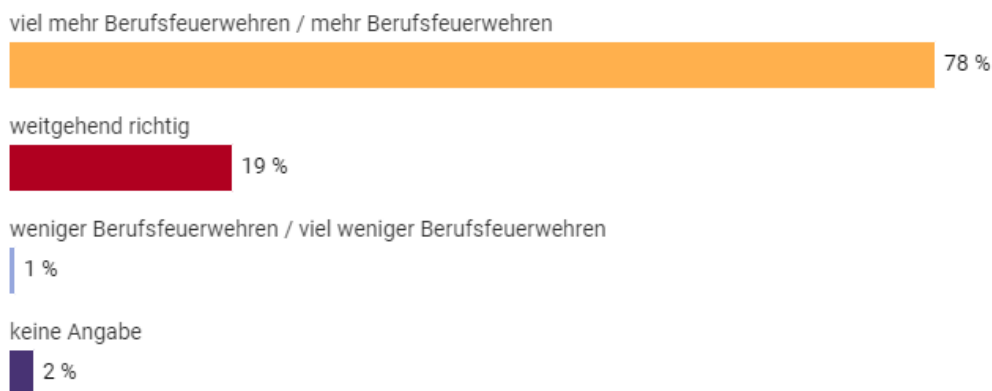 viel mehr Berufsfeuerwehren / mehr Berufsfeuerwehren
78 %
weitgehend richtig
19 %
weniger Berufsfeuerwehren / viel weniger Berufsfeuerwehren
1 %
keine Angabe
2 %